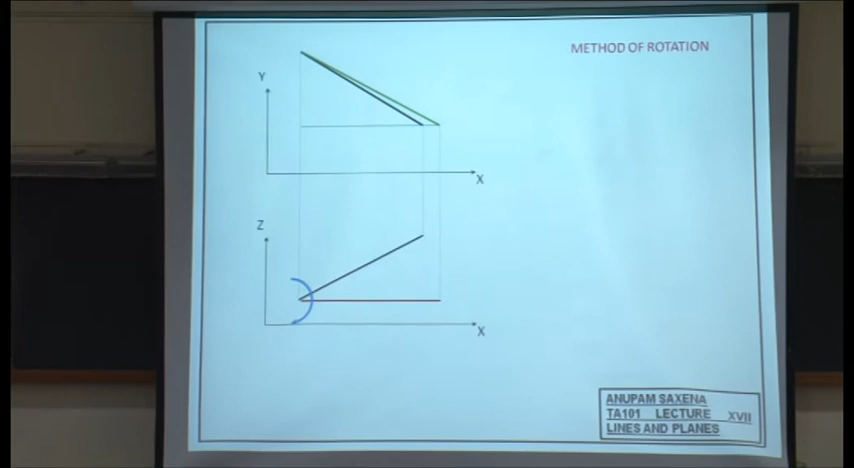 METHOD OF ROTATION
Y
X
Z
X
ANUPAM SAXENA
TA101 LECTURE XVII
LINES AND PLANES